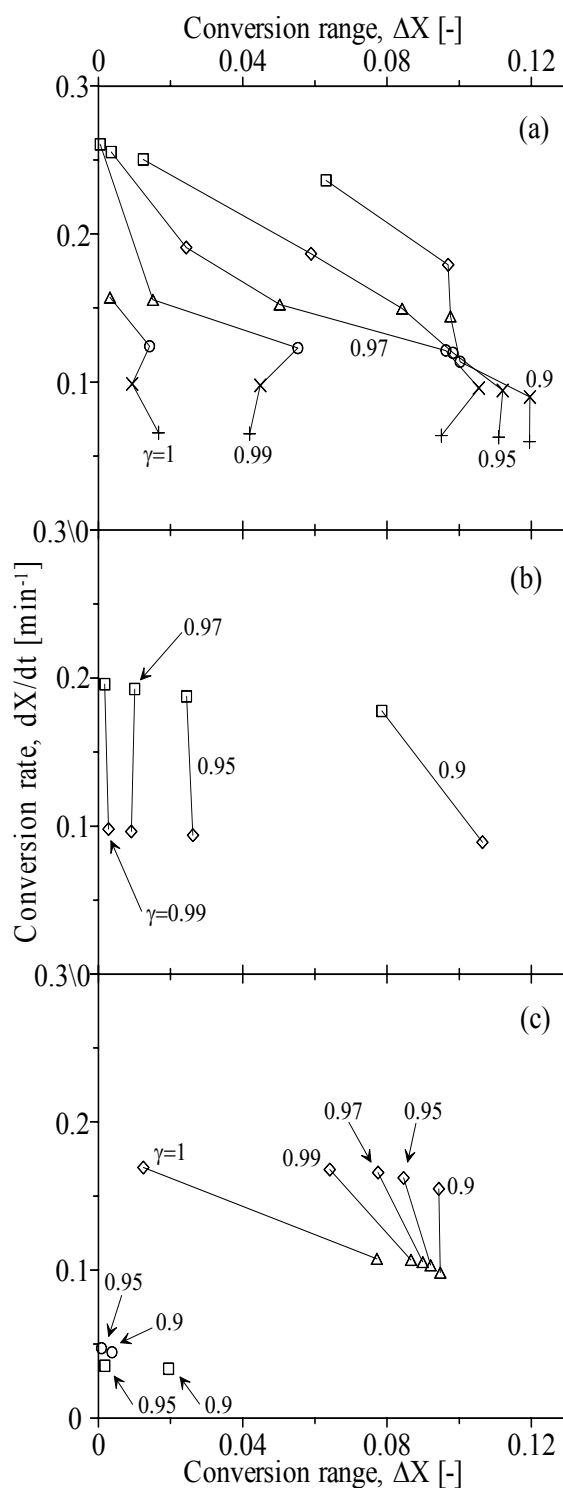 Conversion range, ΔX [-]
0 0.04 0.08 0.12
0.3
(a)
0.2
0.97
0.1
0.9
γ=1
0.99
0.95
0.3\0
(b)
0.97
0.2
0.95
0.9
0.1
γ=0.99
Conversion rate, dX/dt [min⁻¹]
0.3\0
(c)
0.97 0.95
0.2
γ=1
0.99
0.9
0.1
0.95
0.9
0.95 0.9
0
0 0.04 0.08 0.12
Conversion range, ΔX [-]